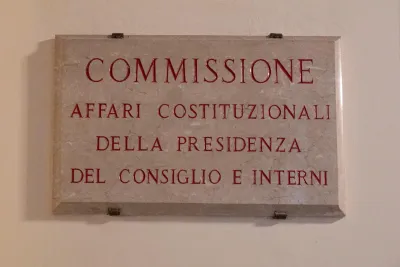 COMMISSIONE
AFFARI COSTITUZIONALI
DELLA PRESIDENZA
DEL CONSIGLIO E INTERNI